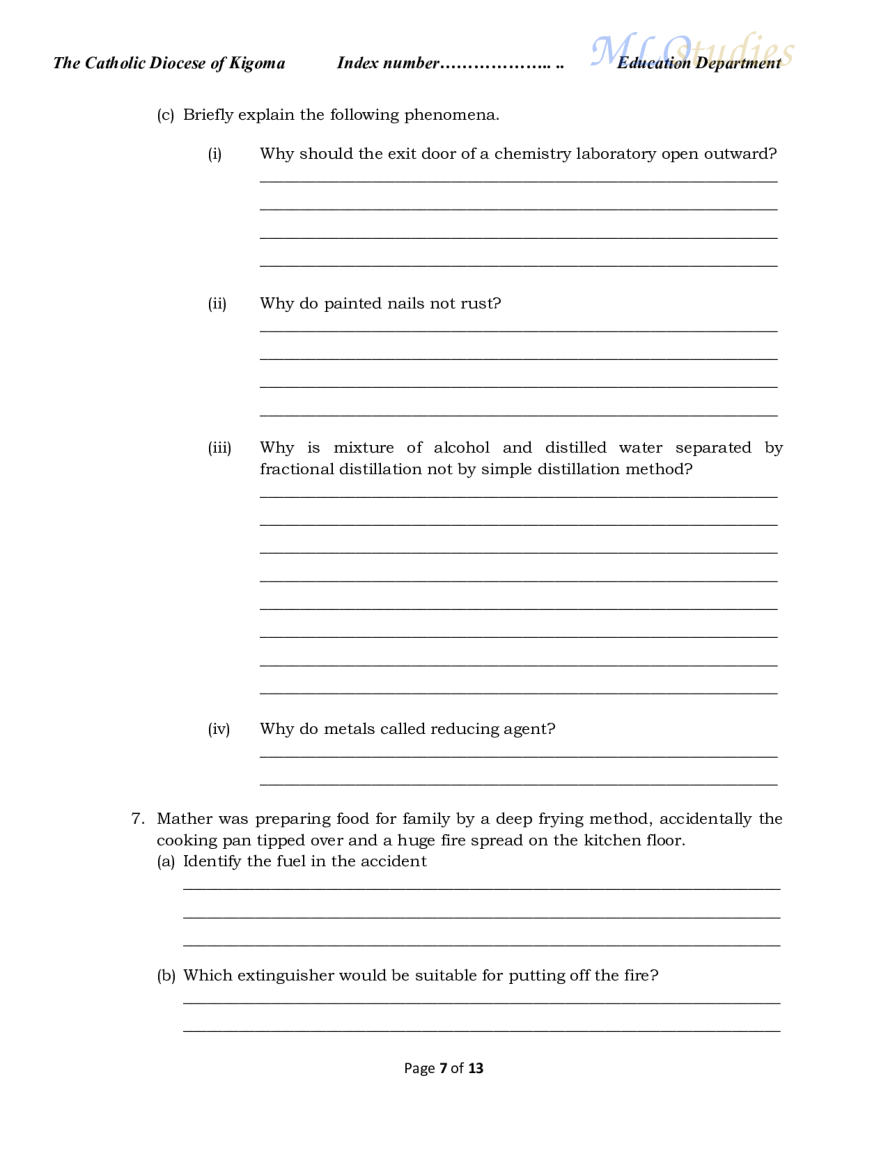 The Catholic Diocese of Kigoma Index number……………….. .. Education Department
ML Ostudies
(c) Briefly explain the following phenomena.
(i) Why should the exit door of a chemistry laboratory open outward?
(ii) Why do painted nails not rust?
(iii) Why is mixture of alcohol and distilled water separated by
fractional distillation not by simple distillation method?
(iv) Why do metals called reducing agent?
7. Mather was preparing food for family by a deep frying method, accidentally the
cooking pan tipped over and a huge fire spread on the kitchen floor.
(a) Identify the fuel in the accident
(b) Which extinguisher would be suitable for putting off the fire?
Page 7 of 13